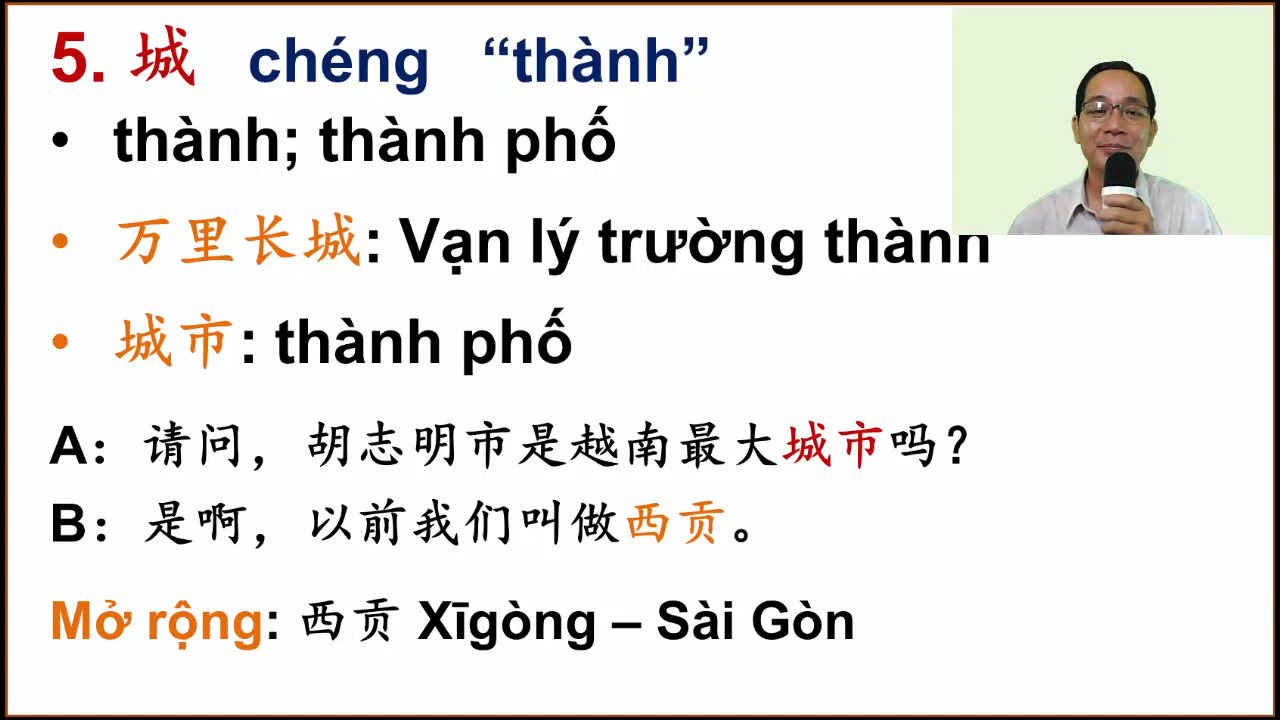 5. 城 chéng “thành”
• thành; thành phố
• 万里长城: Vạn lý trường thành
• 城市: thành phố
A：请问，胡志明市是越南最大城市吗？
B：是啊，以前我们叫做西贡。
Mở rộng: 西贡 Xīgòng – Sài Gòn